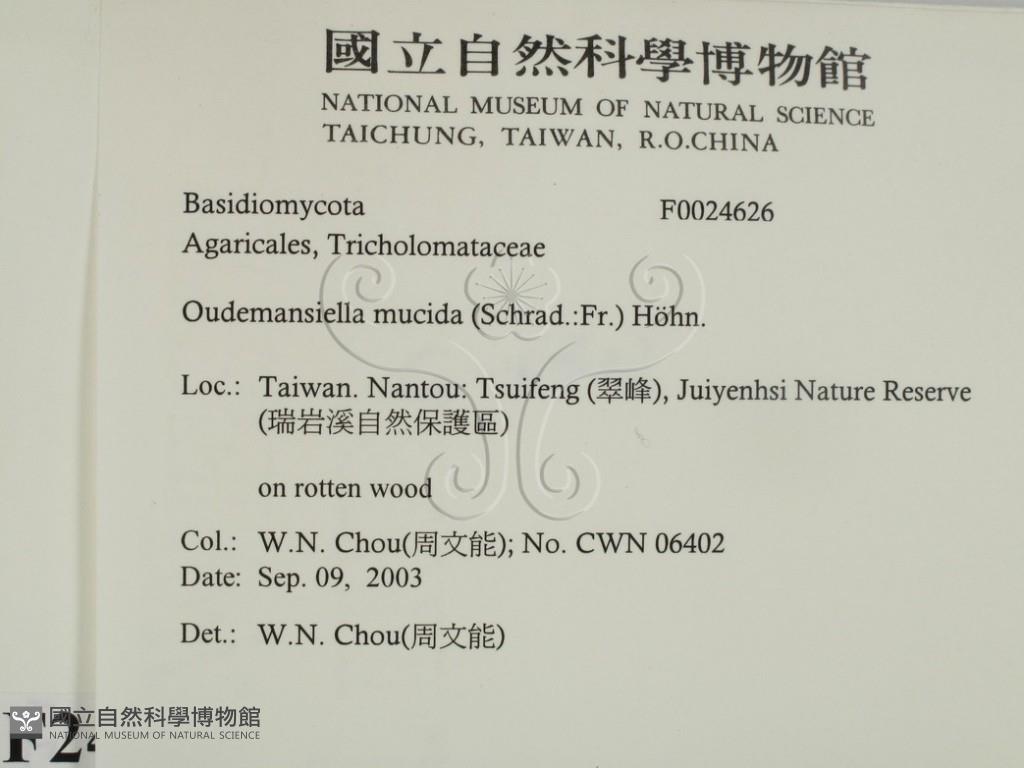 國立自然科學博物館
NATIONAL MUSEUM OF NATURAL SCIENCE
TAICHUNG, TAIWAN, R.O.CHINA
Basidiomycota F0024626
Agaricales, Tricholomataceae
Oudemansiella mucida (Schrad.:Fr.) Höhn.
Loc.: Taiwan. Nantou: Tsuifeng (翠峰), Juiyenhsi Nature Reserve
(瑞岩溪自然保護區)
on rotten wood
Col.: W.N. Chou(周文能); No. CWN 06402
Date: Sep. 09, 2003
Det.: W.N. Chou(周文能)
國立自然科學博物館
NATIONAL MUSEUM OF NATURAL SCIENCE